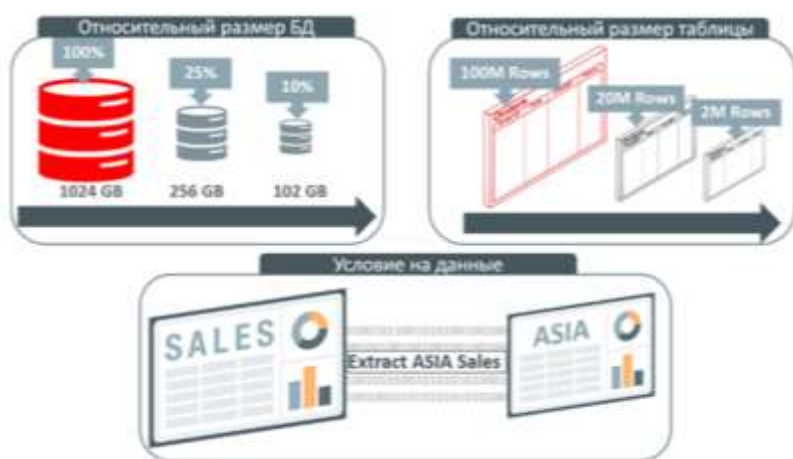 Относительный размер БД
100%
25%
10%
1024 GB
256 GB
102 GB
Относительный размер таблицы
100M Rows
20M Rows
2M Rows
Условие на данные
SALES
Extract ASIA Sales
ASIA